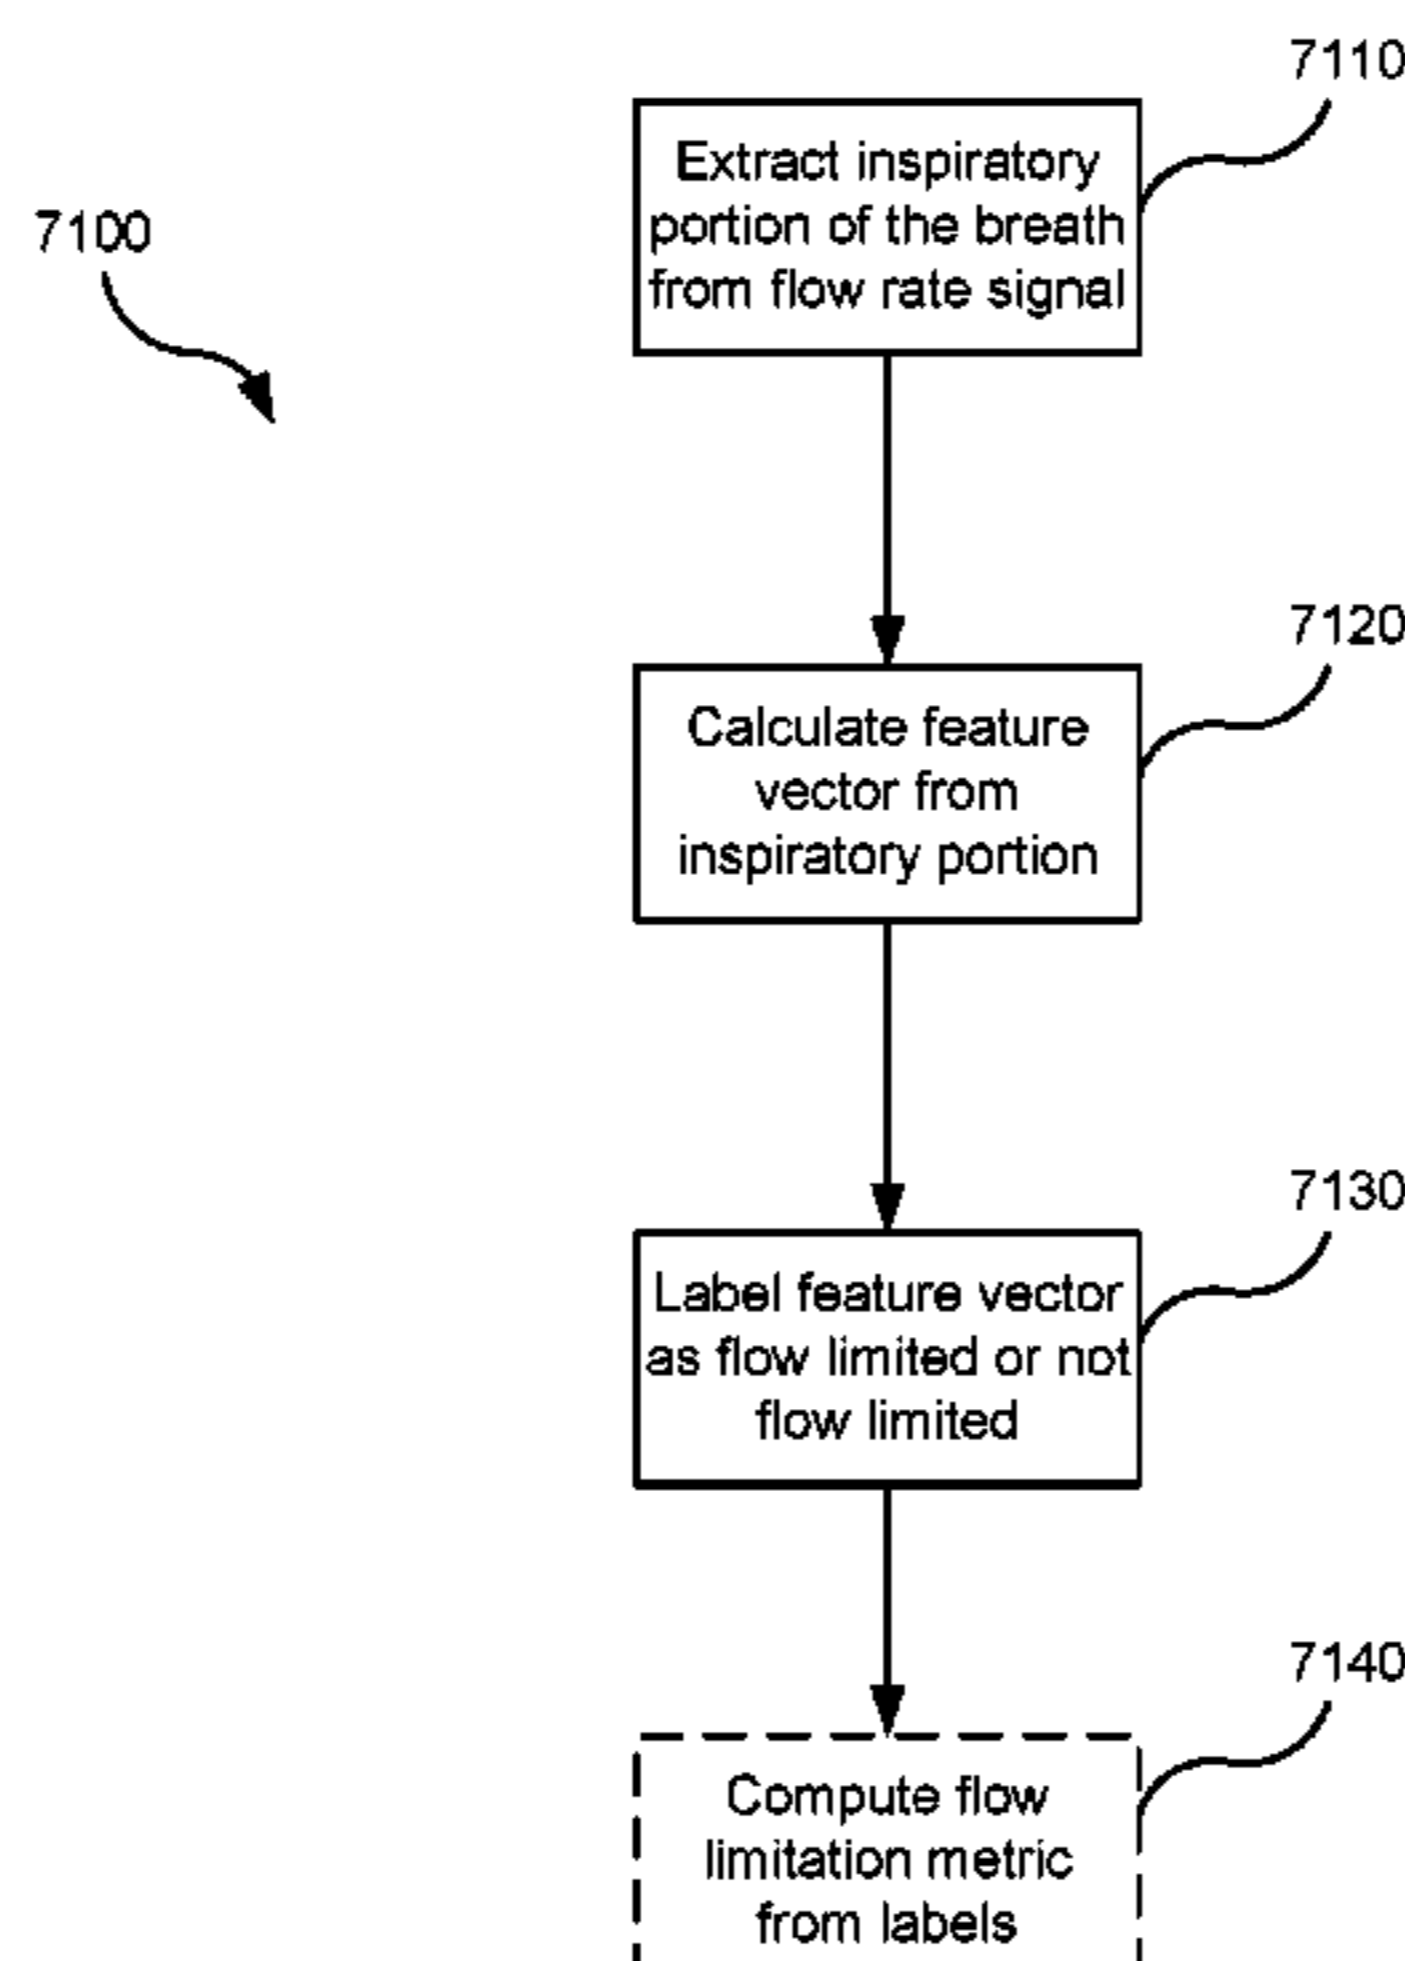 7110
Extract inspiratory
portion of the breath
from flow rate signal
7100
7120
Calculate feature
vector from
inspiratory portion
7130
Label feature vector
as flow limited or not
flow limited
7140
Compute flow
limitation metric
from labels